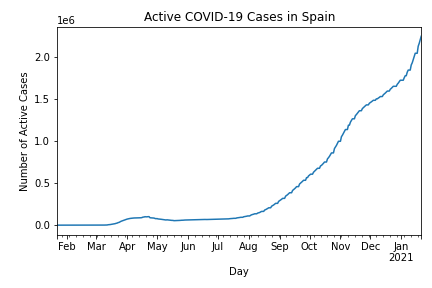 Active COVID-19 Cases in Spain
1e6
2.0
1.5
1.0
0.5
0.0
Number of Active Cases
Feb Mar Apr May Jun Jul Aug Sep Oct Nov Dec Jan
2021
Day